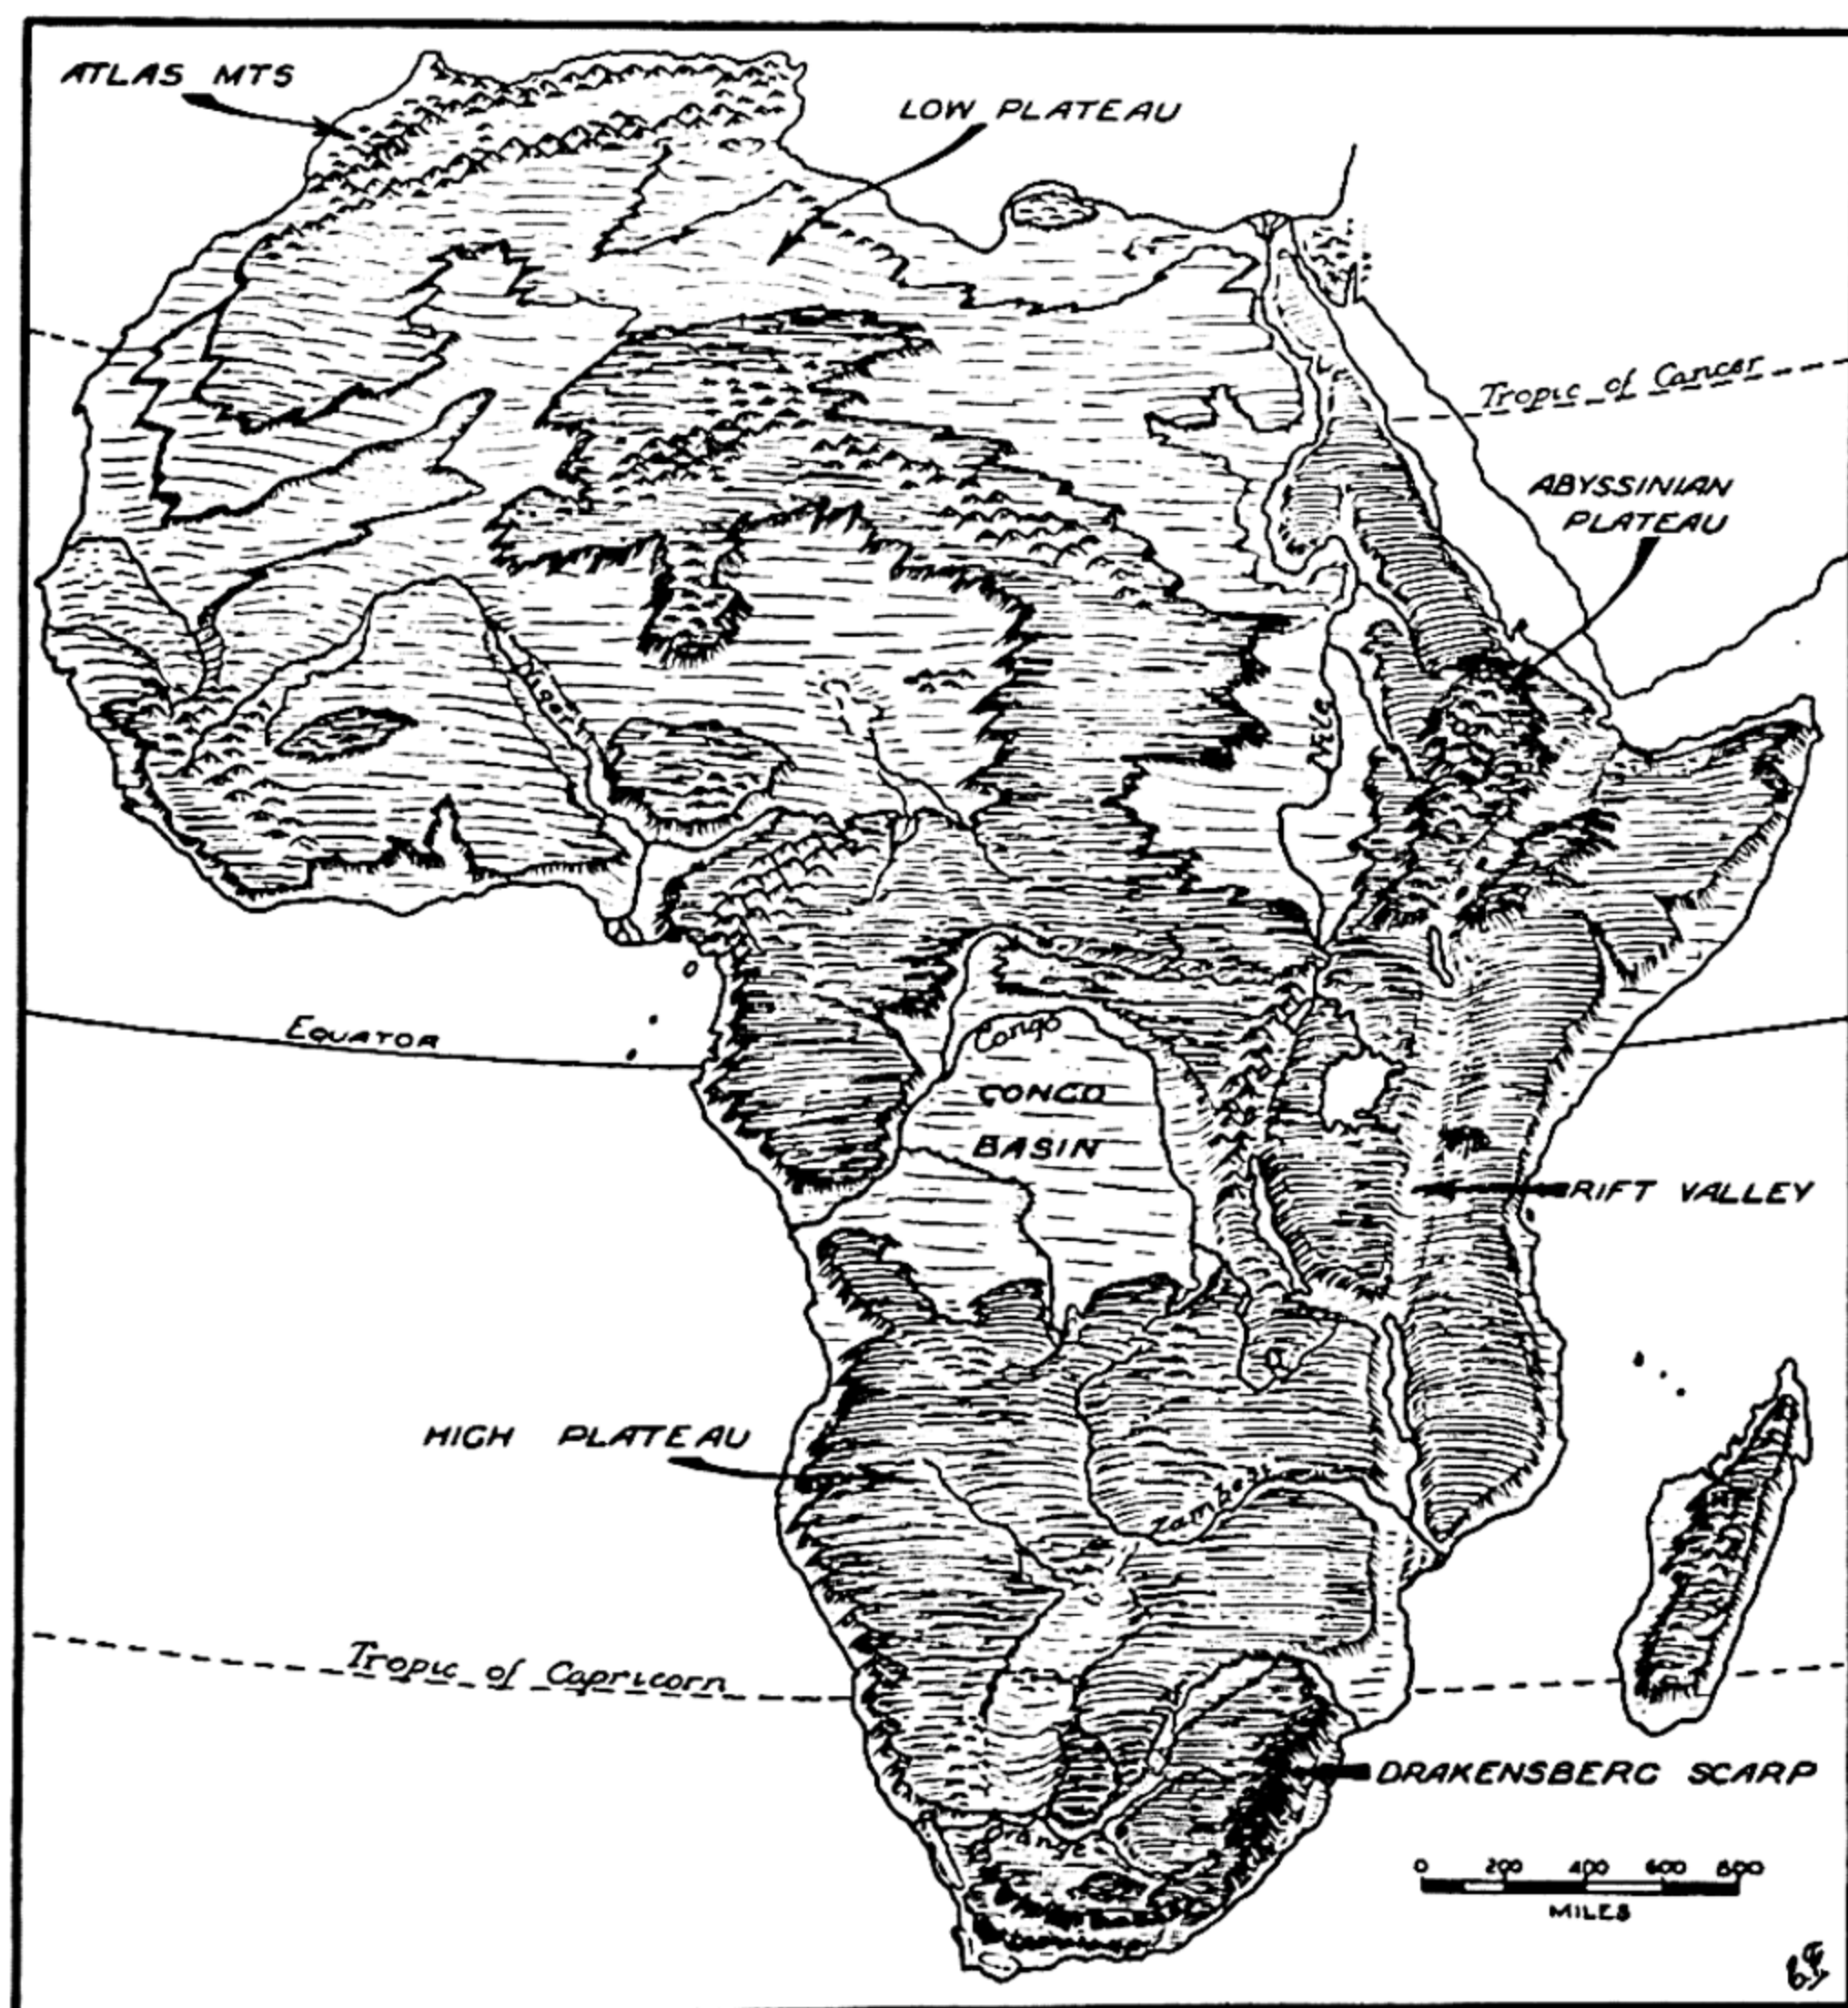 ATLAS MTS
LOW PLATEAU
Tropic of Cancer
ABYSSINIAN
PLATEAU
Niger
Nile
EQUATOR
Congo
CONGO
BASIN
RIFT VALLEY
HIGH PLATEAU
Zambesi
Tropic of Capricorn
DRAKENSBERG SCARP
Orange
0 200 400 600 800
MILES